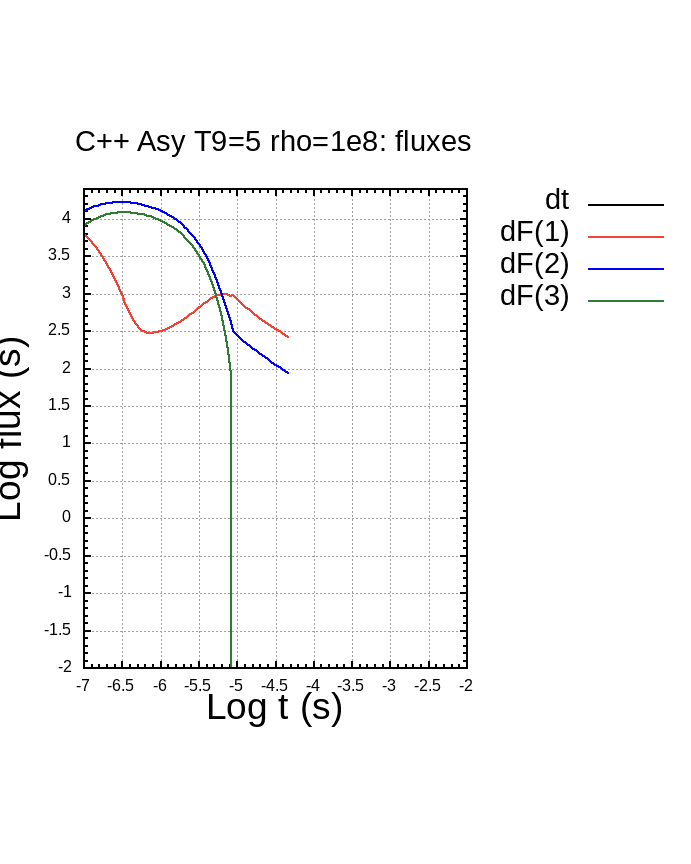 C++ Asy T9=5 rho=1e8: fluxes
dt
dF(1)
dF(2)
dF(3)
Log flux (s)
4
3.5
3
2.5
2
1.5
1
0.5
0
-0.5
-1
-1.5
-2
-7 -6.5 -6 -5.5 -5 -4.5 -4 -3.5 -3 -2.5 -2
Log t (s)